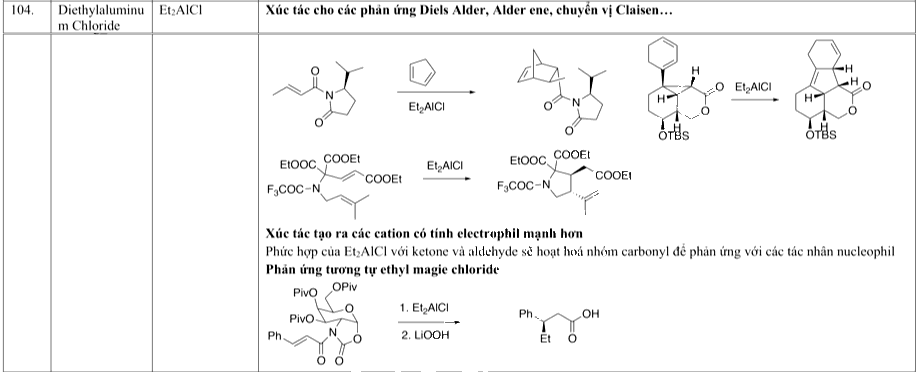 104. Diethylaluminu Et₂AlCl Xúc tác cho các phản ứng Diels Alder, Alder ene, chuyển vị Claisen…
m Chloride
O
N
O
Et₂AlCl
O
N
O
H
H
H
O
O
OTBS
Et₂AlCl
H
H
H
H
O
O
OTBS
EtOOC COOEt
COOEt
F₃COC-N
Et₂AlCl
EtOOC COOEt
COOEt
F₃COC-N
Xúc tác tạo ra các cation có tính electrophil mạnh hơn
Phức hợp của Et₂AlCl với ketone và aldehyde sẽ hoạt hoá nhóm carbonyl để phản ứng với các tác nhân nucleophil
Phản ứng tương tự ethyl magie chloride
PivO OPiv
O
PivO
Ph N O
O O
1. Et₂AlCl
2. LiOOH
Ph OH
Et O